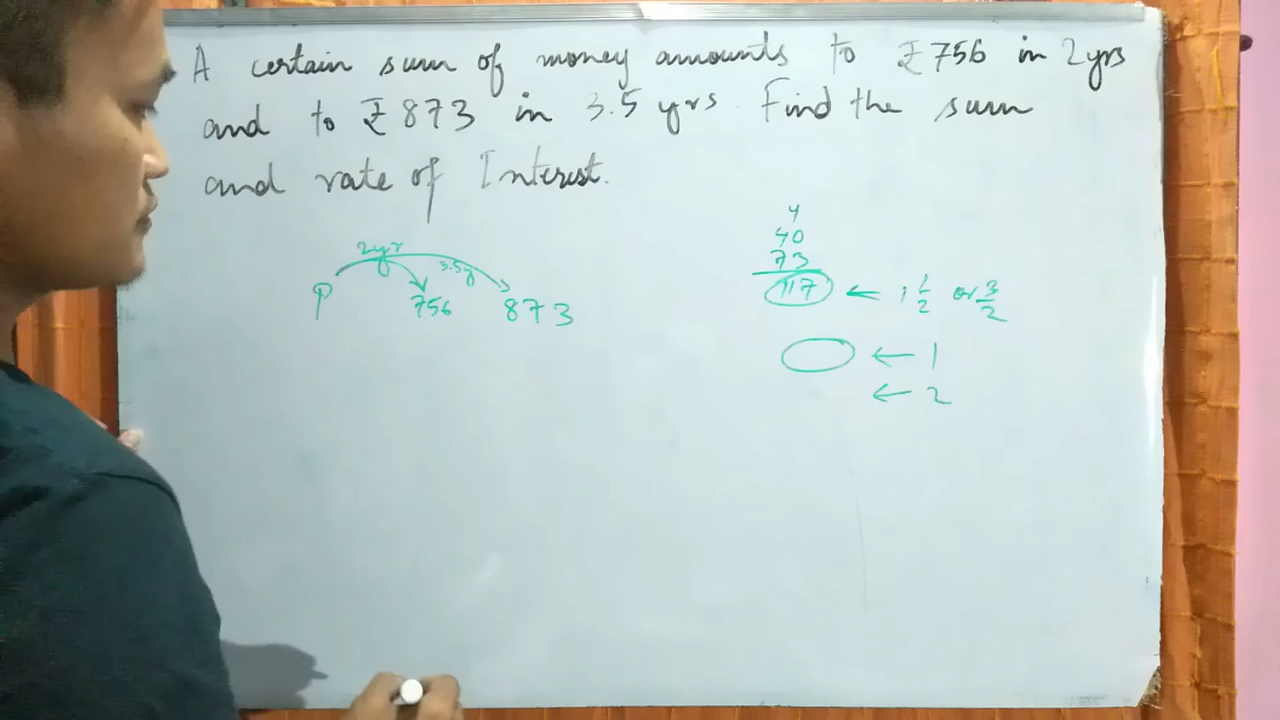 A certain sum of money amounts to ₹756 in 2yrs
and to ₹873 in 3.5 yrs. Find the sum
and rate of Interest.
2yr
3.5y
P 756 873
4
40
73
117 ← 1 1/2 or 3/2
← 1
← 2